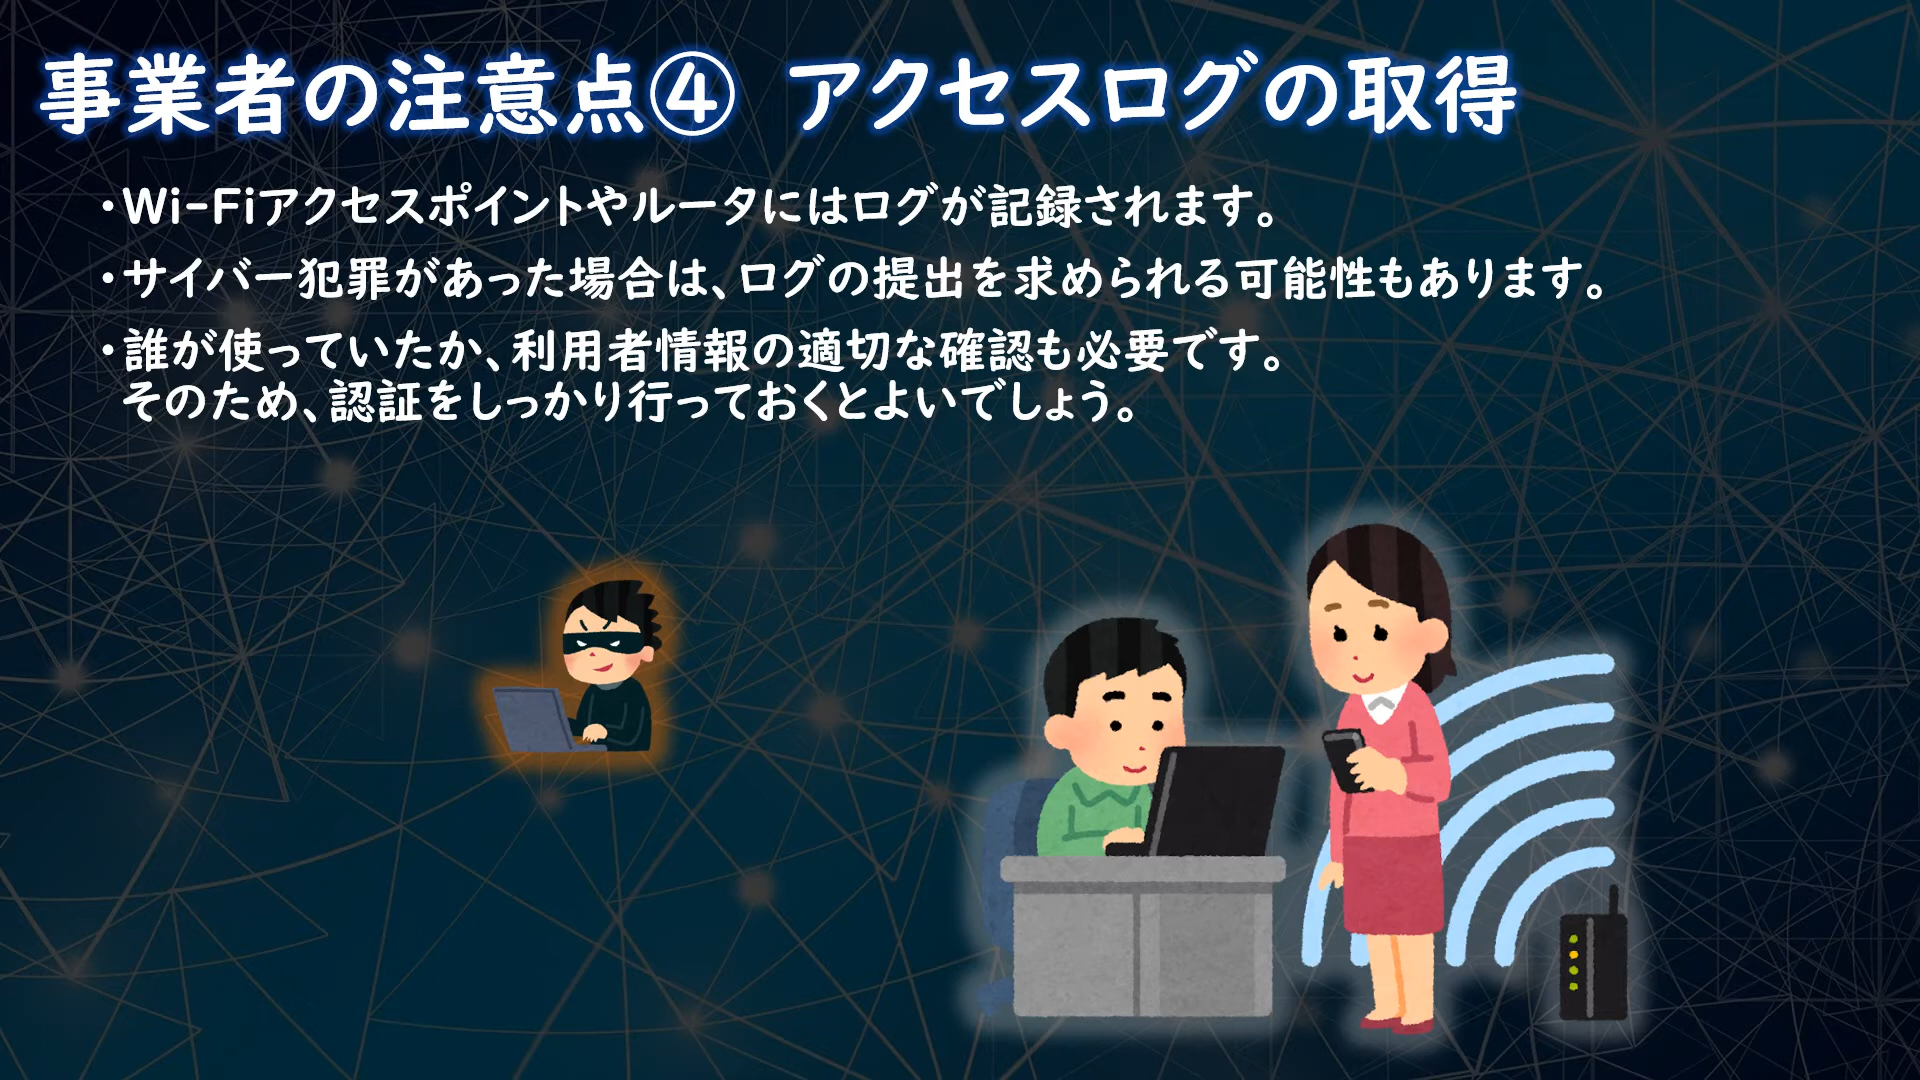 事業者の注意点④ アクセスログの取得
・Wi-Fiアクセスポイントやルータにはログが記録されます。
・サイバー犯罪があった場合は、ログの提出を求められる可能性もあります。
・誰が使っていたか、利用者情報の適切な確認も必要です。
そのため、認証をしっかり行っておくとよいでしょう。